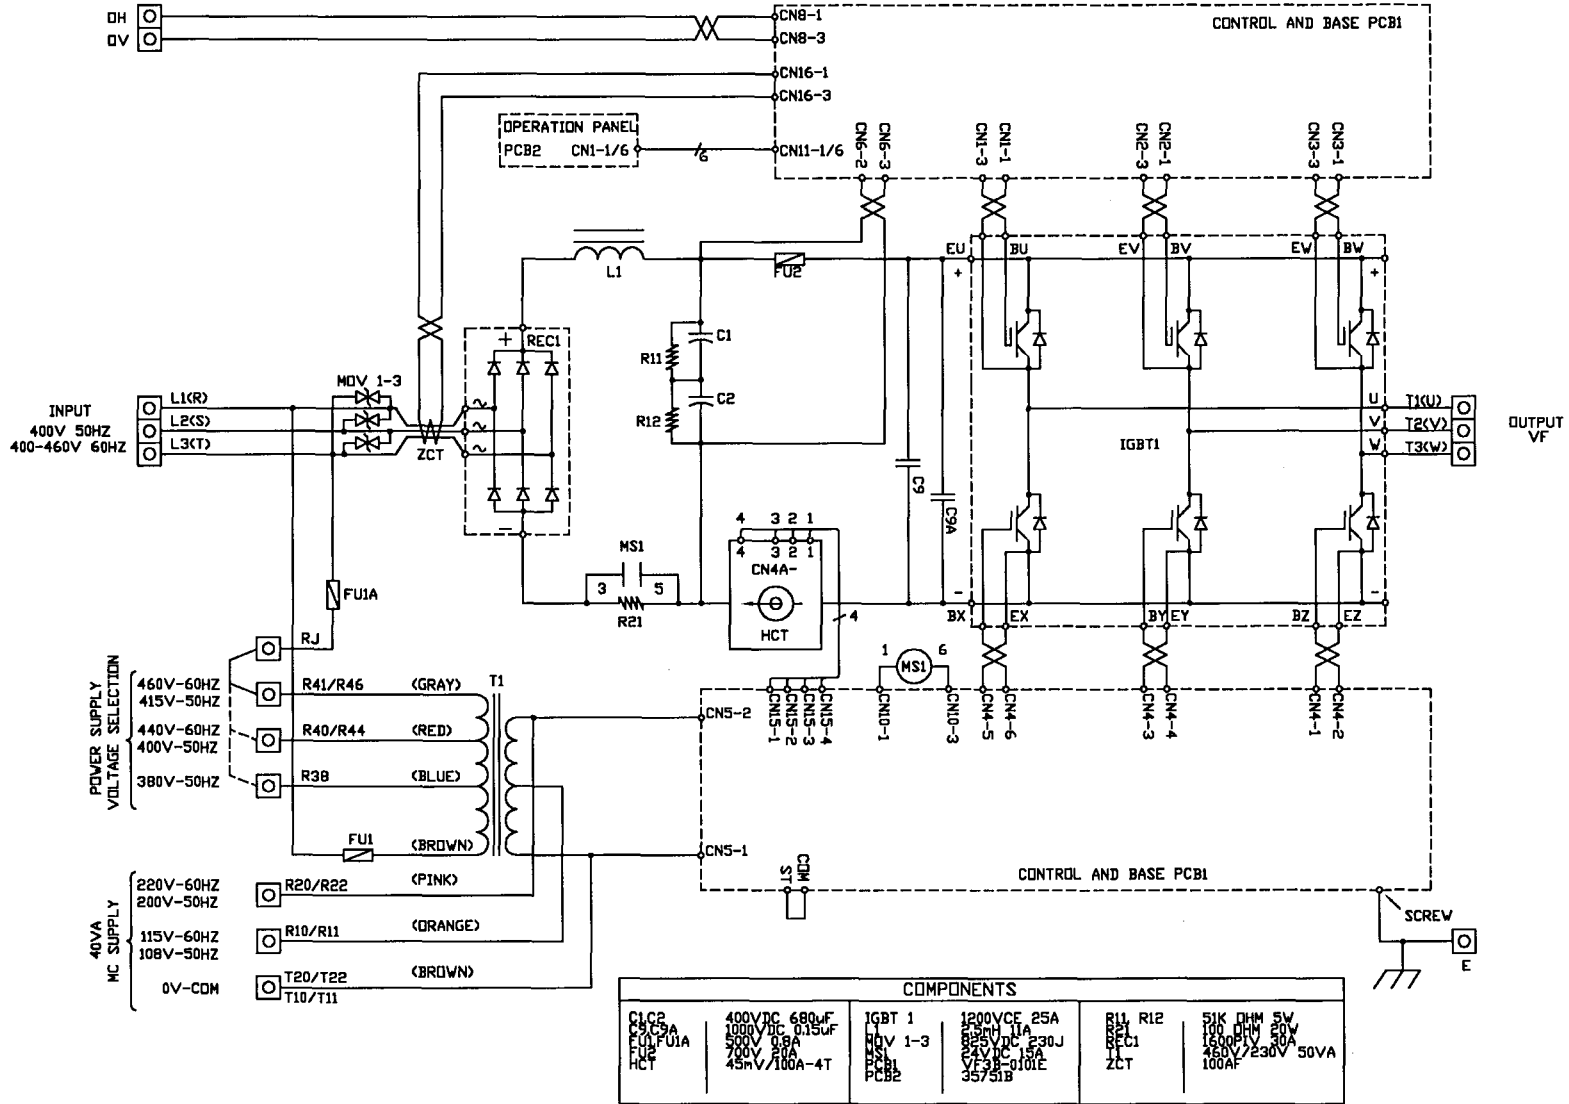 OH
OV
CN8-1
CN8-3
CONTROL AND BASE PCB1
CN16-1
CN16-3
OPERATION PANEL
PCB2 CN1-1/6
6
CN11-1/6
CN6-2
CN6-3
CN1-3
CN1-1
CN2-3
CN2-1
CN3-3
CN3-1
L1
FU2
EU
+
BU
EV
BV
EW
BW
+
REC1
+
~
~
~
-
C1
R11
C2
R12
MOV 1-3
INPUT
400V 50HZ
400-460V 60HZ
L1(R)
L2(S)
L3(T)
ZCT
C9
C9A
IGBT1
U
V
W
T1(U)
T2(V)
T3(W)
OUTPUT
VF
MS1
3
5
R21
4 3 2 1
4 3 2 1
CN4A-
HCT
4
-
BX
EX
BY
EY
BZ
EZ
-
FU1A
RJ
POWER SUPPLY
VOLTAGE SELECTION
460V-60HZ
415V-50HZ
R41/R46
(GRAY)
T1
440V-60HZ
400V-50HZ
R40/R44
(RED)
380V-50HZ
R38
(BLUE)
FU1
(BROWN)
1
MS1
6
CN5-2
CN15-1
CN15-2
CN15-3
CN15-4
CN10-1
CN10-3
CN4-5
CN4-6
CN4-3
CN4-4
CN4-1
CN4-2
CN5-1
ST
COM
CONTROL AND BASE PCB1
SCREW
E
40VA
MC SUPPLY
220V-60HZ
200V-50HZ
R20/R22
(PINK)
115V-60HZ
108V-50HZ
R10/R11
(ORANGE)
0V-COM
T20/T22
T10/T11
(BROWN)
COMPONENTS
C1,C2 400VDC 680uF
C9,C9A 1000VDC 0.15uF
FU1,FU1A 500V 0.8A
FU2 700V 20A
HCT 45mV/100A-4T
IGBT 1 1200VCE 25A
L1 2.5mH 11A
MOV 1-3 825VDC 230J
MS1 24VDC 15A
PCB1 VF3B-0101E
PCB2 35751B
R11, R12 51K OHM 5W
R21 100 OHM 20W
REC1 1600PIV 30A
T1 460V/230V 50VA
ZCT 100AF